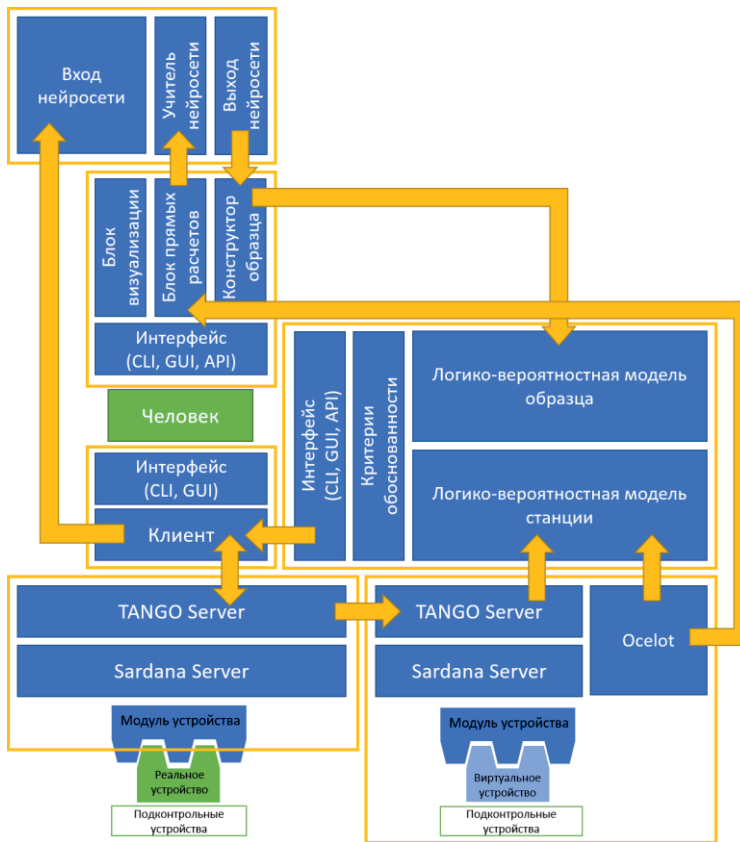 Вход
нейросети
Учитель
нейросети
Выход
нейросети
Блок
визуализации
Блок прямых
расчетов
Конструктор
образца
Интерфейс
(CLI, GUI, API)
Человек
Интерфейс
(CLI, GUI)
Клиент
Интерфейс
(CLI, GUI, API)
Критерии
обоснованности
Логико-вероятностная модель
образца
Логико-вероятностная модель
станции
TANGO Server
Sardana Server
Модуль устройства
Реальное
устройство
Подконтрольные
устройства
TANGO Server
Sardana Server
Ocelot
Модуль устройства
Виртуальное
устройство
Подконтрольные
устройства